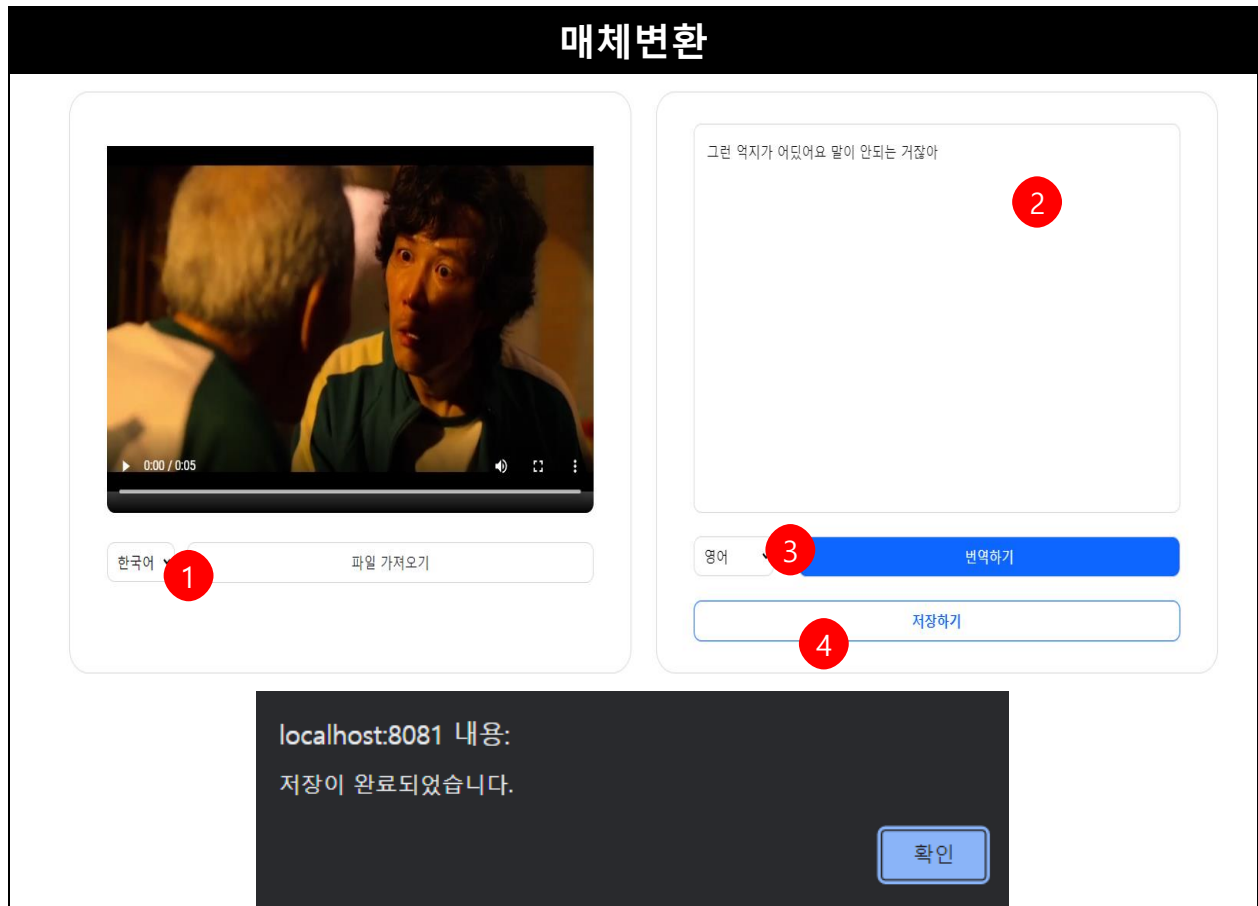 매체변환
0:00 / 0:05
한국어
1
파일 가져오기
그런 억지가 어딨어요 말이 안되는 거잖아
2
영어
3
번역하기
저장하기
4
localhost:8081 내용:
저장이 완료되었습니다.
확인